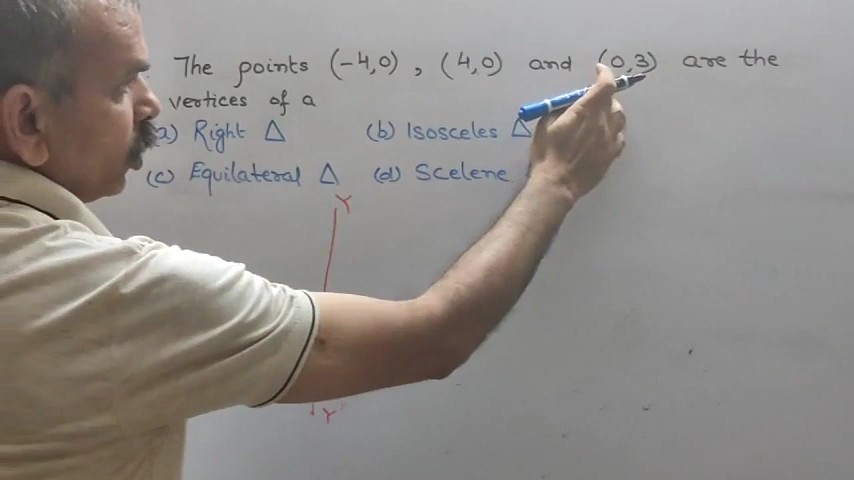 The points (-4,0), (4,0) and (0,3) are the
vertices of a
a) Right △ (b) Isosceles △
(c) Equilateral △ (d) Scelene
Y
Y